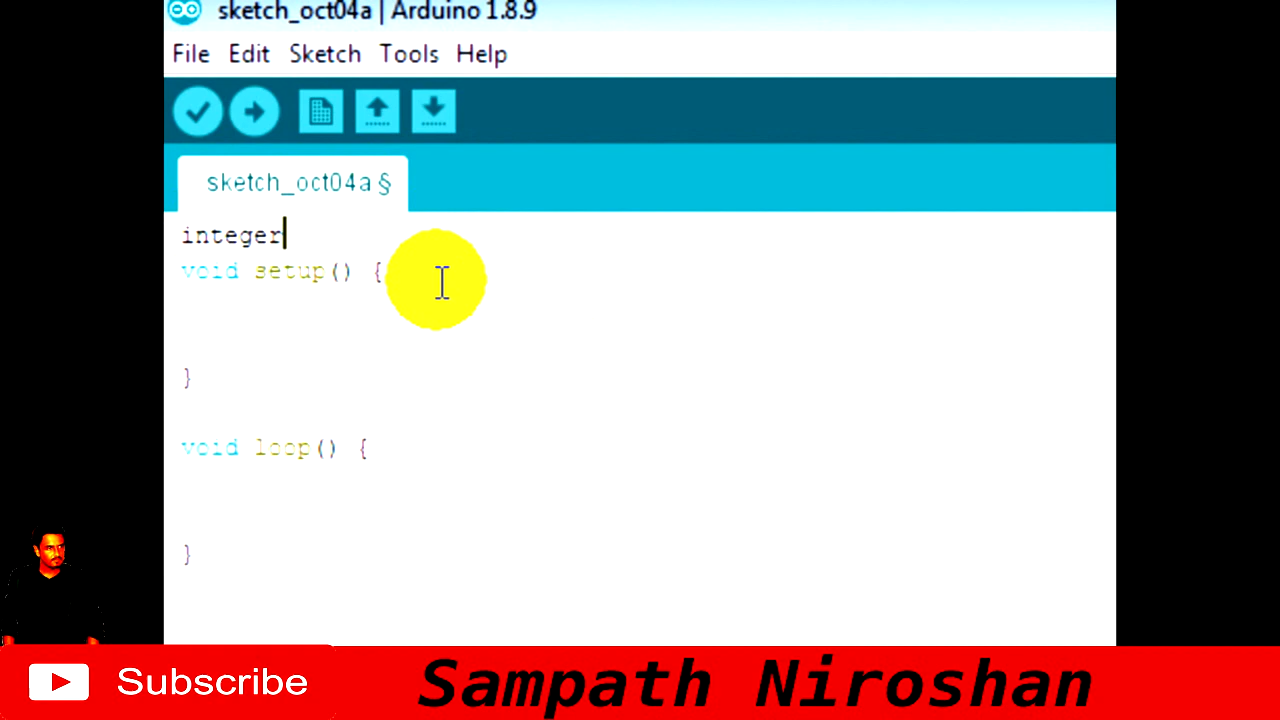 sketch_oct04a | Arduino 1.8.9
File Edit Sketch Tools Help
sketch_oct04a §
integer
void setup() {
}
void loop() {
}
Subscribe
Sampath Niroshan